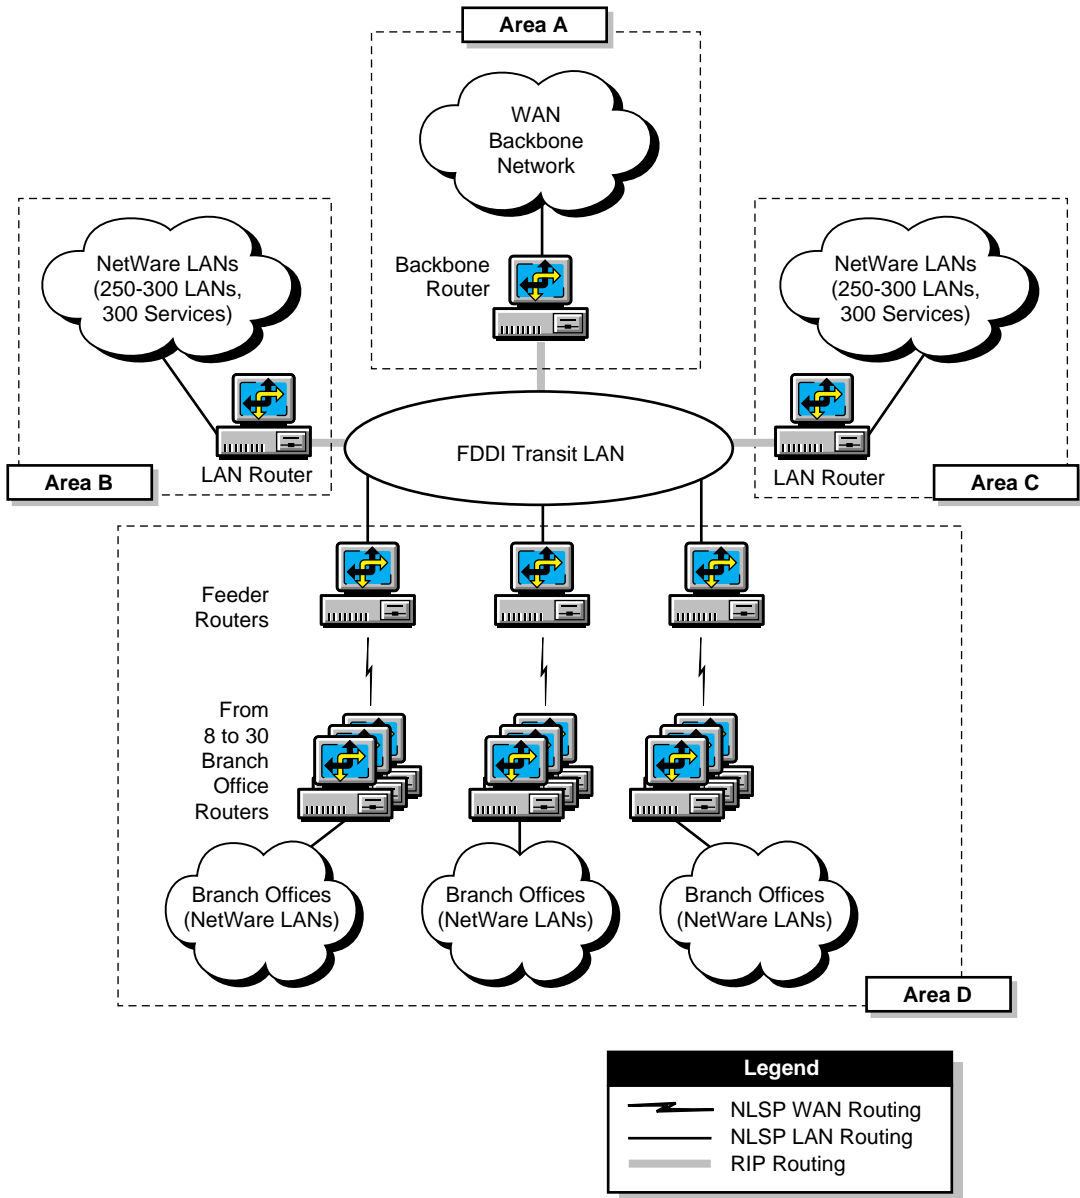 Area A
WAN
Backbone
Network
Backbone
Router
NetWare LANs
(250-300 LANs,
300 Services)
LAN Router
Area B
NetWare LANs
(250-300 LANs,
300 Services)
LAN Router
Area C
FDDI Transit LAN
Feeder
Routers
From
8 to 30
Branch
Office
Routers
Branch Offices
(NetWare LANs)
Branch Offices
(NetWare LANs)
Branch Offices
(NetWare LANs)
Area D
Legend
NLSP WAN Routing
NLSP LAN Routing
RIP Routing